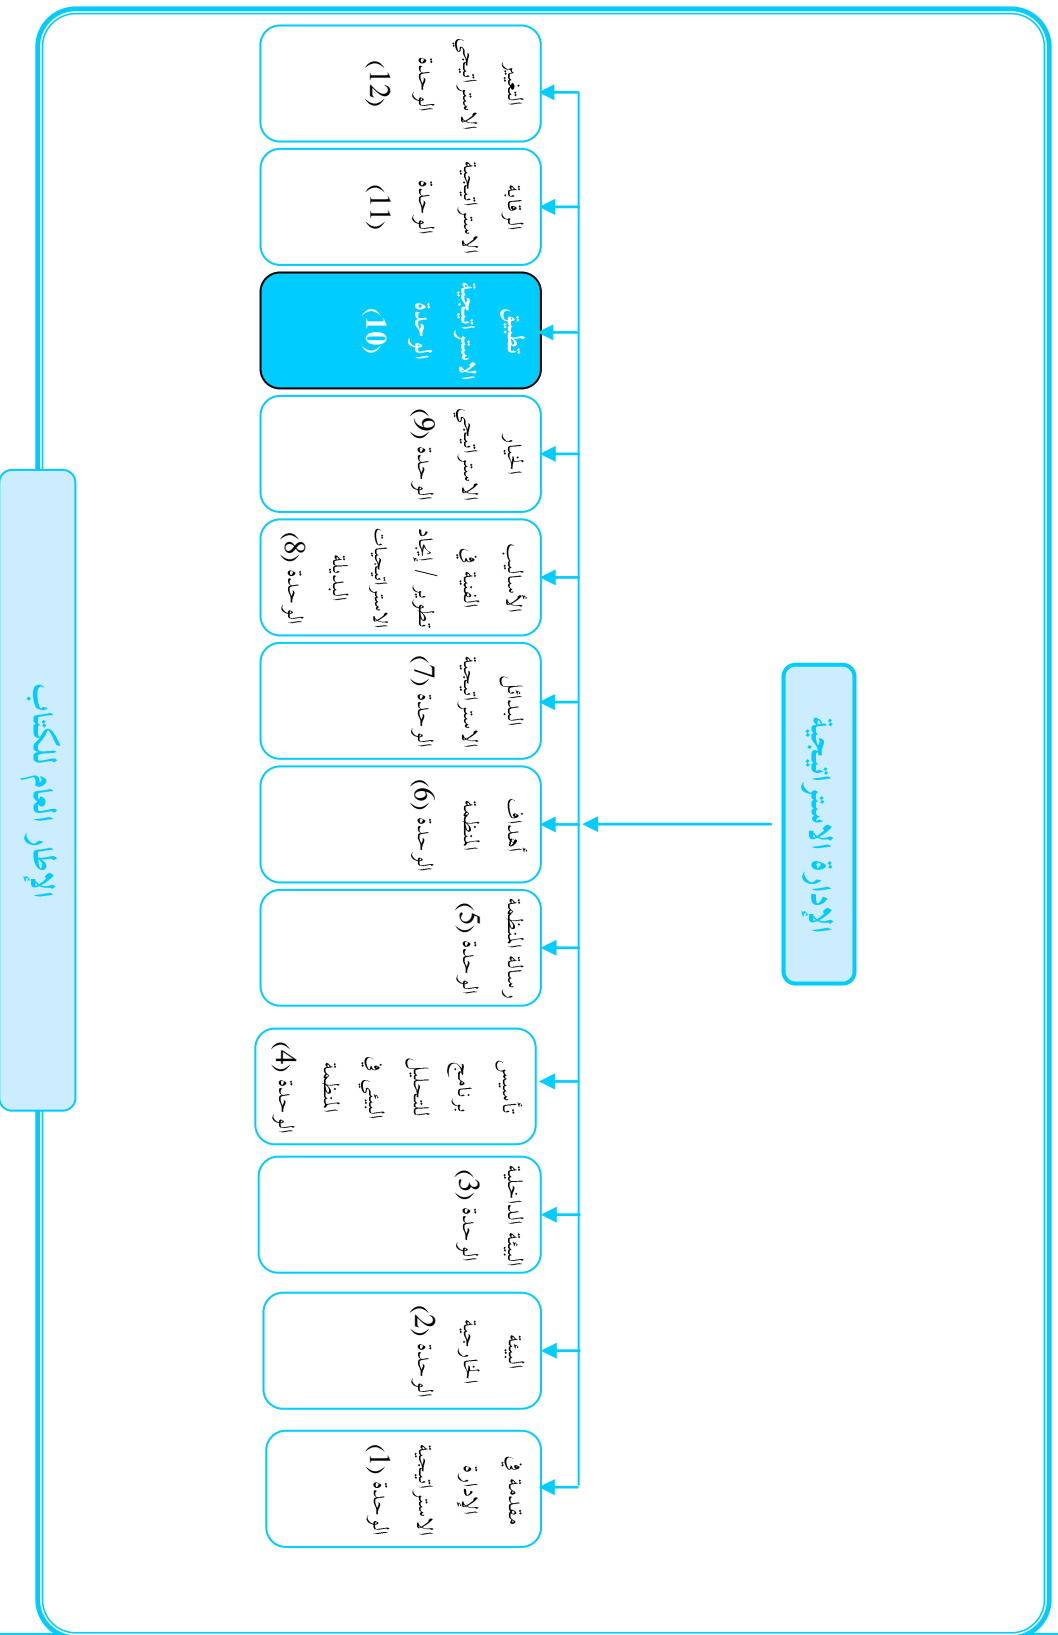 الإدارة الاستراتيجية
مقدمة في
الإدارة
الاستراتيجية
الوحدة (1)
البيئة
الخارجية
الوحدة (2)
البيئة الداخلية
الوحدة (3)
تأسيس
برنامج
للتحليل
البيئي في
المنظمة
الوحدة (4)
رسالة المنظمة
الوحدة (5)
أهداف
المنظمة
الوحدة (6)
البدائل
الاستراتيجية
الوحدة (7)
الأساليب
الفنية في
تطوير / إيجاد
الاستراتيجيات
البديلة
الوحدة (8)
الخيار
الاستراتيجي
الوحدة (9)
تطبيق
الاستراتيجية
الوحدة
(10)
الرقابة
الاستراتيجية
الوحدة
(11)
التغيير
الاستراتيجي
الوحدة
(12)
الإطار العام للكتاب